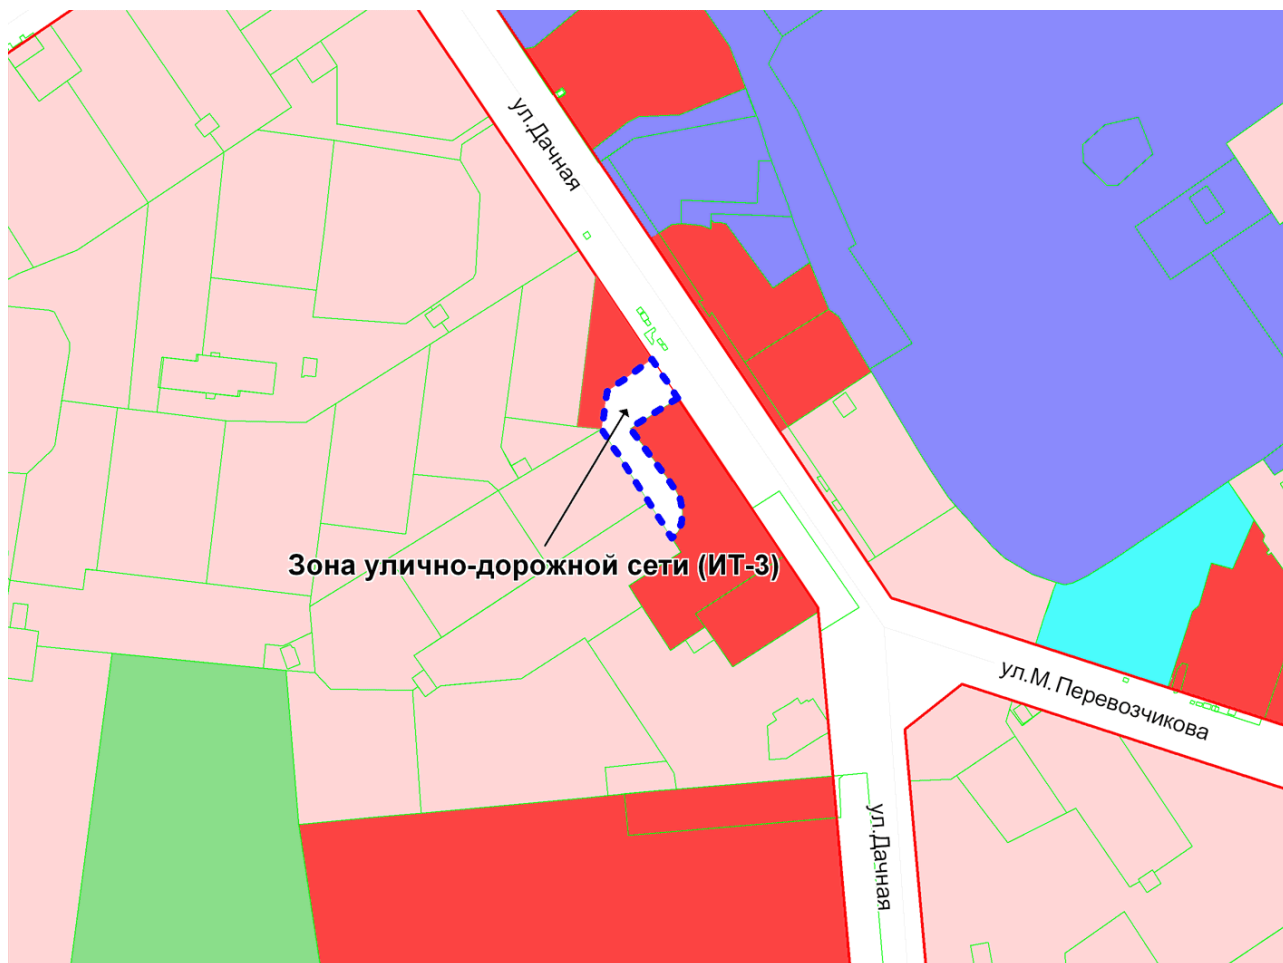 ул.Дачная
Зона улично-дорожной сети (ИТ-3)
ул.М.Перевозчикова
ул.Дачная